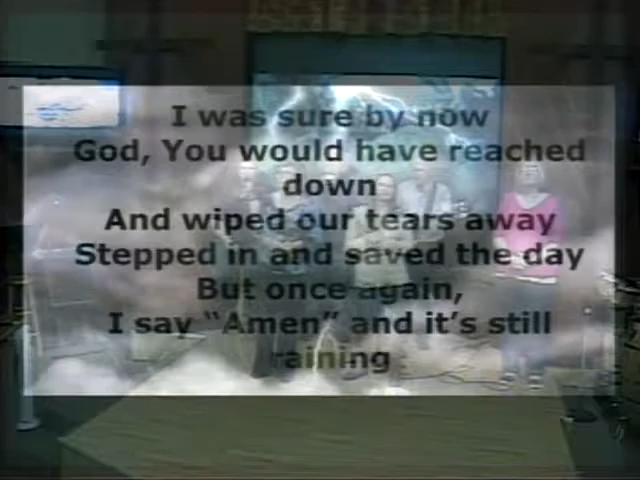 I was sure by now
God, You would have reached
down
And wiped our tears away
Stepped in and saved the day
But once again,
I say “Amen” and it’s still
raining